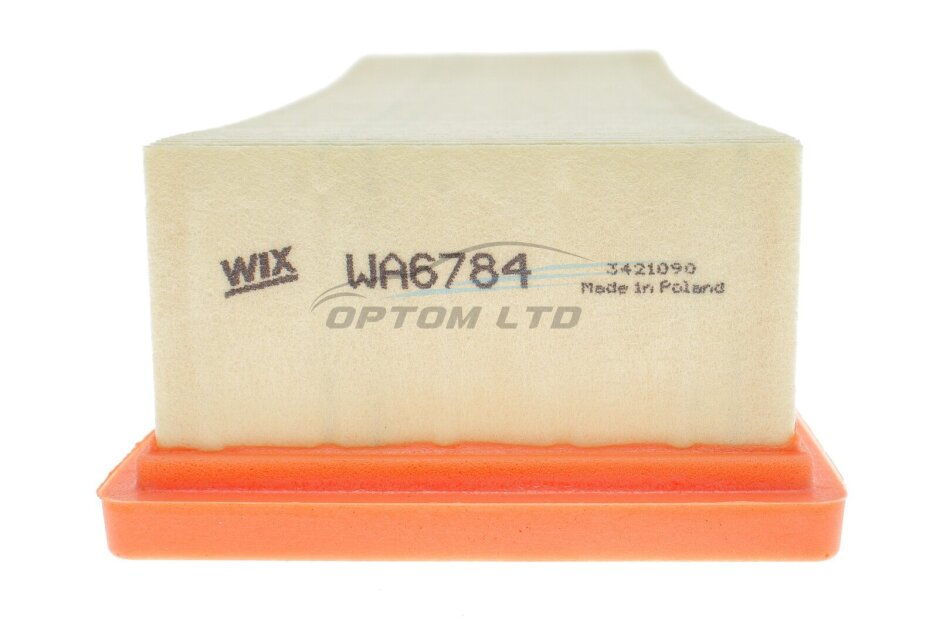 WIX WA6784 3421090
Made in Poland
OPTOM LTD